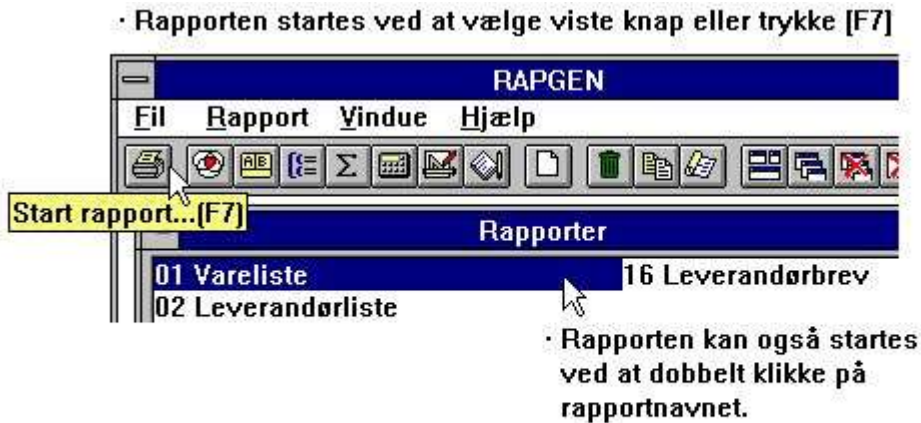 · Rapporten startes ved at vælge viste knap eller trykke [F7]
RAPGEN
Fil Rapport Vindue Hjælp
A B
Start rapport...(F7)
Rapporter
01 Vareliste 16 Leverandørbrev
02 Leverandørliste
· Rapporten kan også startes
ved at dobbelt klikke på
rapportnavnet.